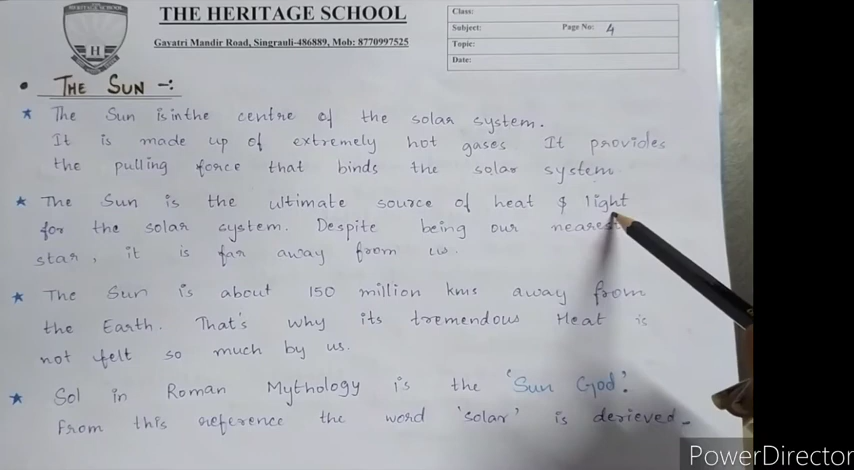 HERITAGE SCHOOL
H
THE HERITAGE SCHOOL
Gayatri Mandir Road, Singrauli-486889, Mob: 8770997525
Class:
Subject: Page No: 4
Topic:
Date:
• THE SUN -:
★ The Sun is in the centre of the solar system.
It is made up of extremely hot gases It provides
the pulling force that binds the solar system
★ The Sun is the ultimate source of heat & light
for the solar system. Despite being our nearest
star, it is far away from us.
★ The Sun is about 150 million kms away from
the Earth. That's why its tremendous Heat is
not felt so much by us.
★ Sol in Roman Mythology is the 'Sun God'.
From this reference the word 'solar' is derieved-
PowerDirector